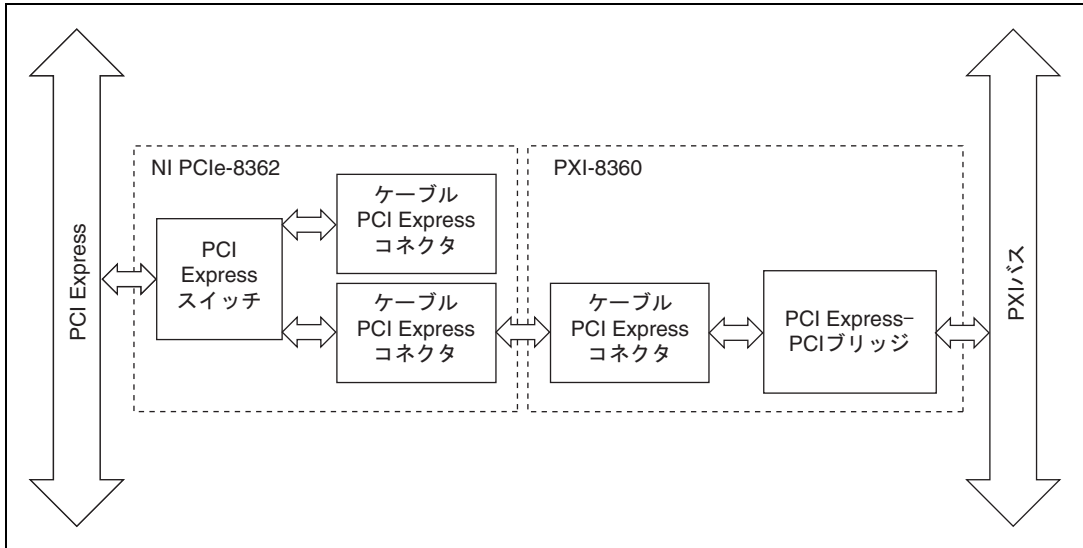 PCI Express
NI PCIe-8362
PCI
Express
スイッチ
ケーブル
PCI Express
コネクタ
ケーブル
PCI Express
コネクタ
PXI-8360
ケーブル
PCI Express
コネクタ
PCI Express–
PCIブリッジ
PXIバス